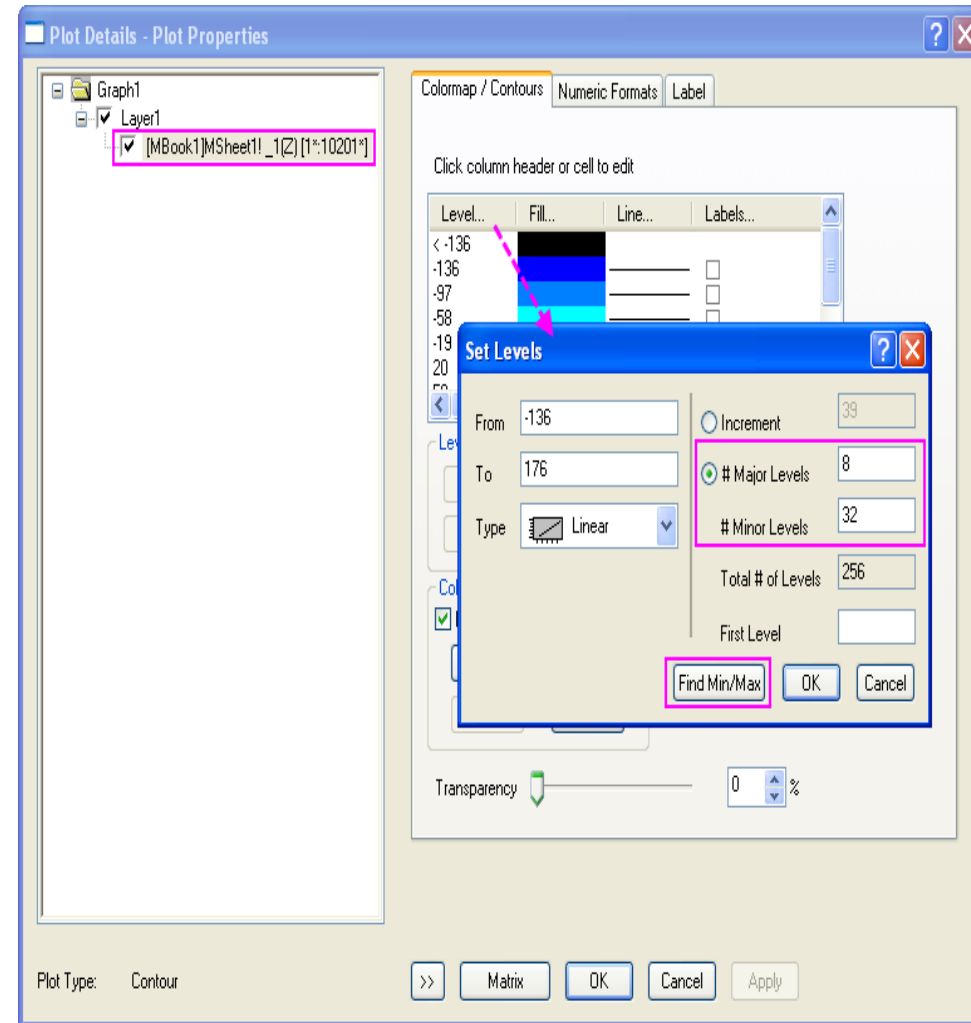 Plot Details - Plot Properties
Graph1
Layer1
[MBook1]MSheet1! _1(Z) [1*:10201*]
Colormap / Contours Numeric Formats Label
Click column header or cell to edit
Level... Fill... Line... Labels...
< -136
-136
-97
-58
-19
20
Set Levels
From -136
To 176
Type Linear
Increment 39
# Major Levels 8
# Minor Levels 32
Total # of Levels 256
First Level
Find Min/Max OK Cancel
Transparency 0 %
Plot Type: Contour
>> Matrix OK Cancel Apply